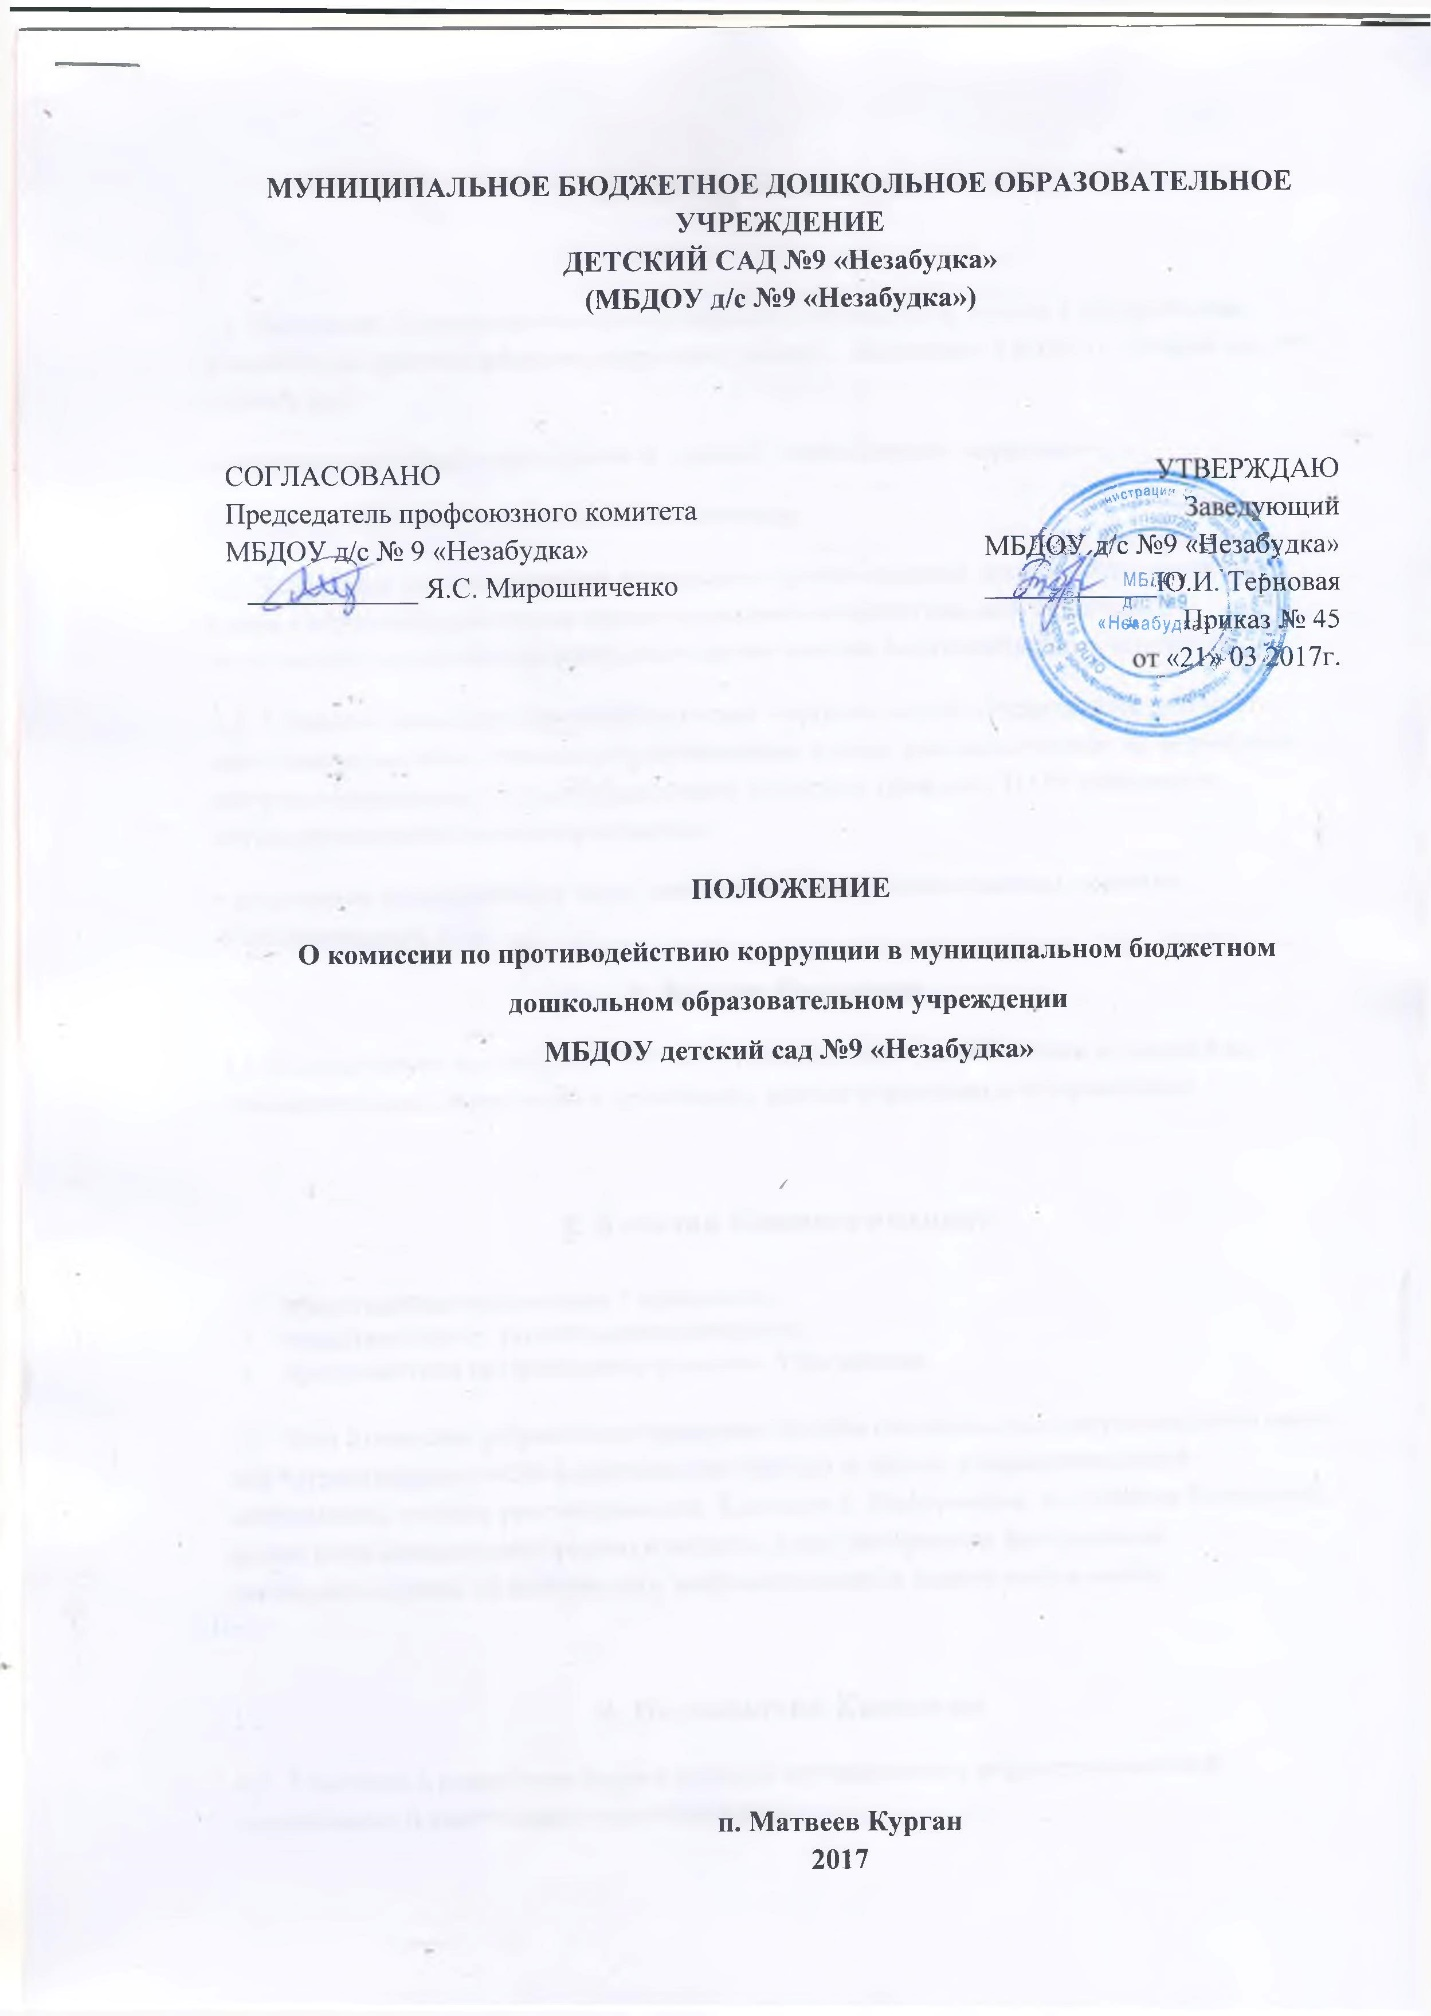 МУНИЦИПАЛЬНОЕ БЮДЖЕТНОЕ ДОШКОЛЬНОЕ ОБРАЗОВАТЕЛЬНОЕ
УЧРЕЖДЕНИЕ
ДЕТСКИЙ САД №9 «Незабудка»
(МБДОУ д/с №9 «Незабудка»)
СОГЛАСОВАНО
Председатель профсоюзного комитета
МБДОУ д/с № 9 «Незабудка»
Я.С. Мирошниченко
УТВЕРЖДАЮ
Заведующий
МБДОУ д/с №9 «Незабудка»
Ю.И. Терновая
Приказ № 45
от «21» 03 2017г.
д/с №9
«Незабудка»
ПОЛОЖЕНИЕ
О комиссии по противодействию коррупции в муниципальном бюджетном
дошкольном образовательном учреждении
МБДОУ детский сад №9 «Незабудка»
п. Матвеев Курган
2017